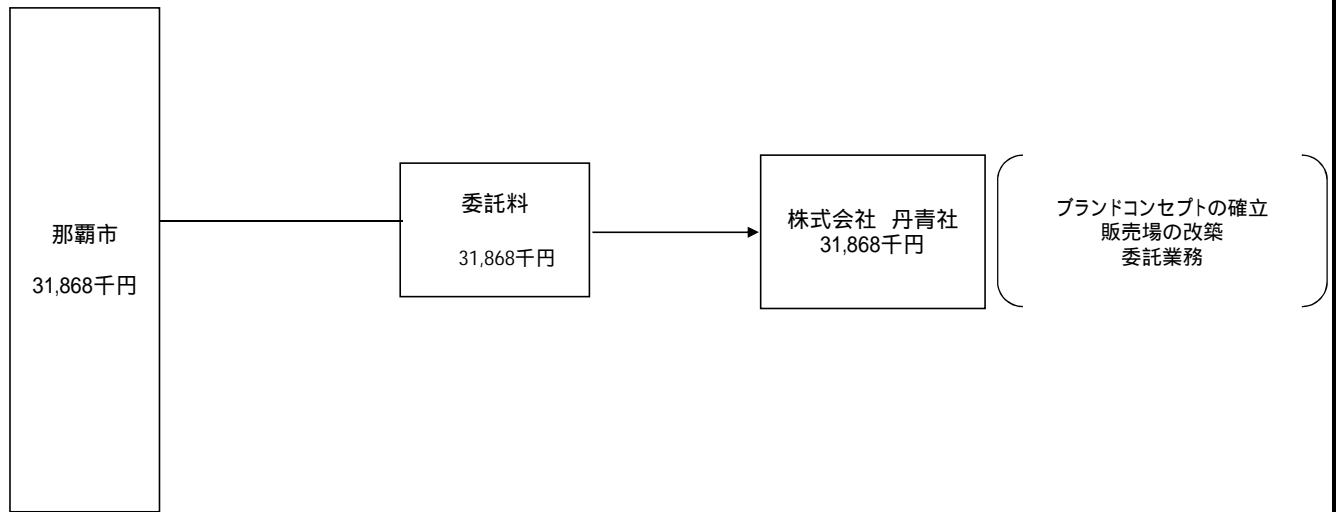 那覇市
31,868千円
委託料
31,868千円
株式会社　丹青社
31,868千円
ブランドコンセプトの確立
販売場の改築
委託業務